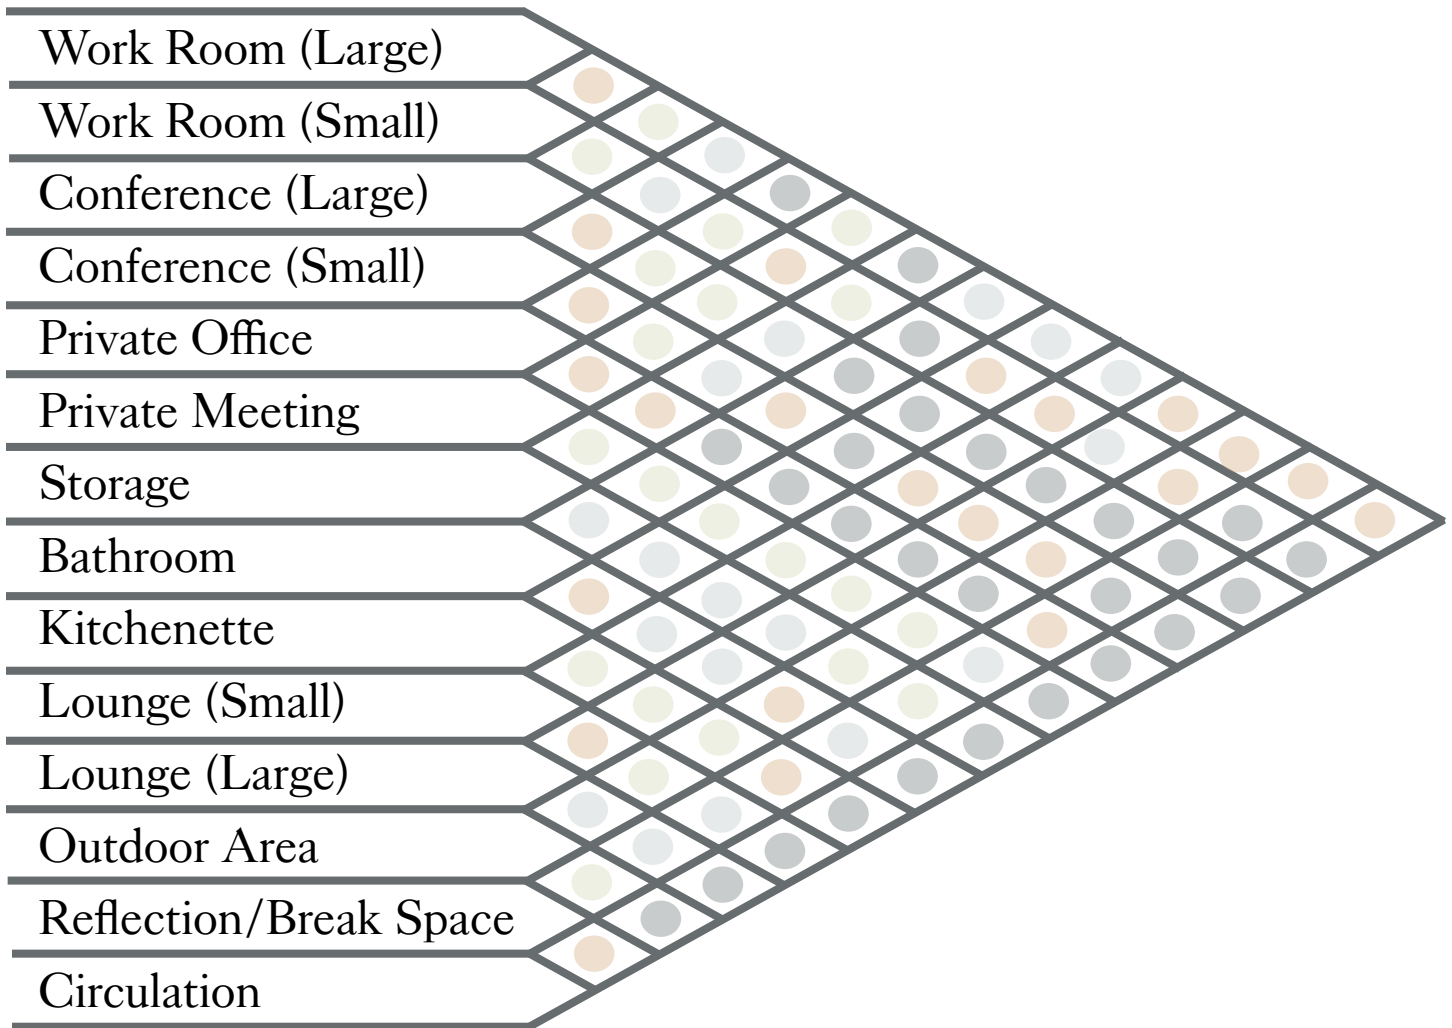 Work Room (Large)
Work Room (Small)
Conference (Large)
Conference (Small)
Private Office
Private Meeting
Storage
Bathroom
Kitchenette
Lounge (Small)
Lounge (Large)
Outdoor Area
Reflection/Break Space
Circulation